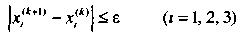 |x_i^{(k+1)} − x_i^{(k)}| ≤ ε (i = 1, 2, 3)